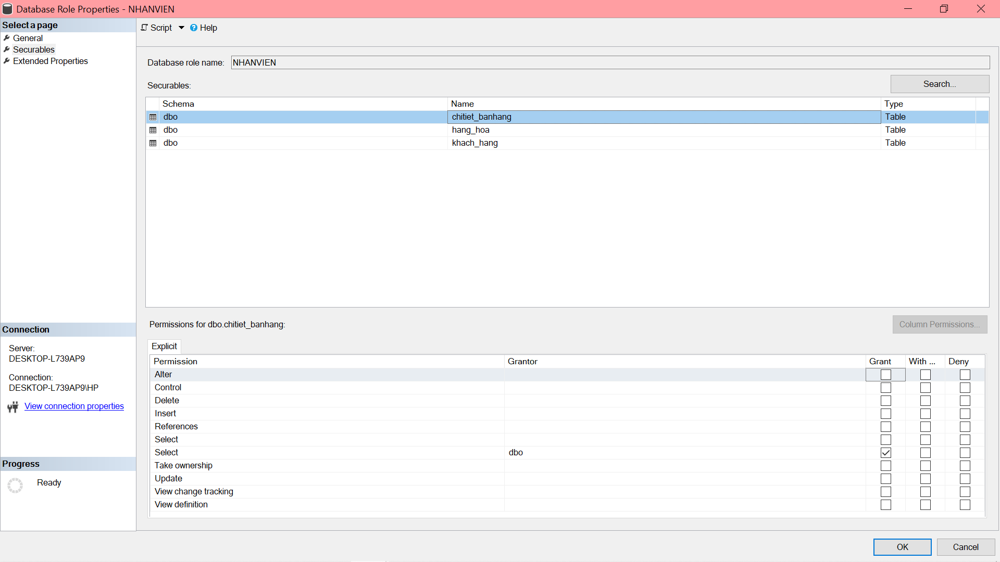 Database Role Properties - NHANVIEN
Select a page
General
Securables
Extended Properties
Script
Help
Database role name: NHANVIEN
Securables:
Search...
Schema Name Type
dbo chitiet_banhang Table
dbo hang_hoa Table
dbo khach_hang Table
Permissions for dbo.chitiet_banhang:
Column Permissions...
Explicit
Permission Grantor Grant With ... Deny
Alter
Control
Delete
Insert
References
Select
Select dbo
Take ownership
Update
View change tracking
View definition
Connection
Server:
DESKTOP-L739AP9
Connection:
DESKTOP-L739AP9\HP
View connection properties
Progress
Ready
OK Cancel